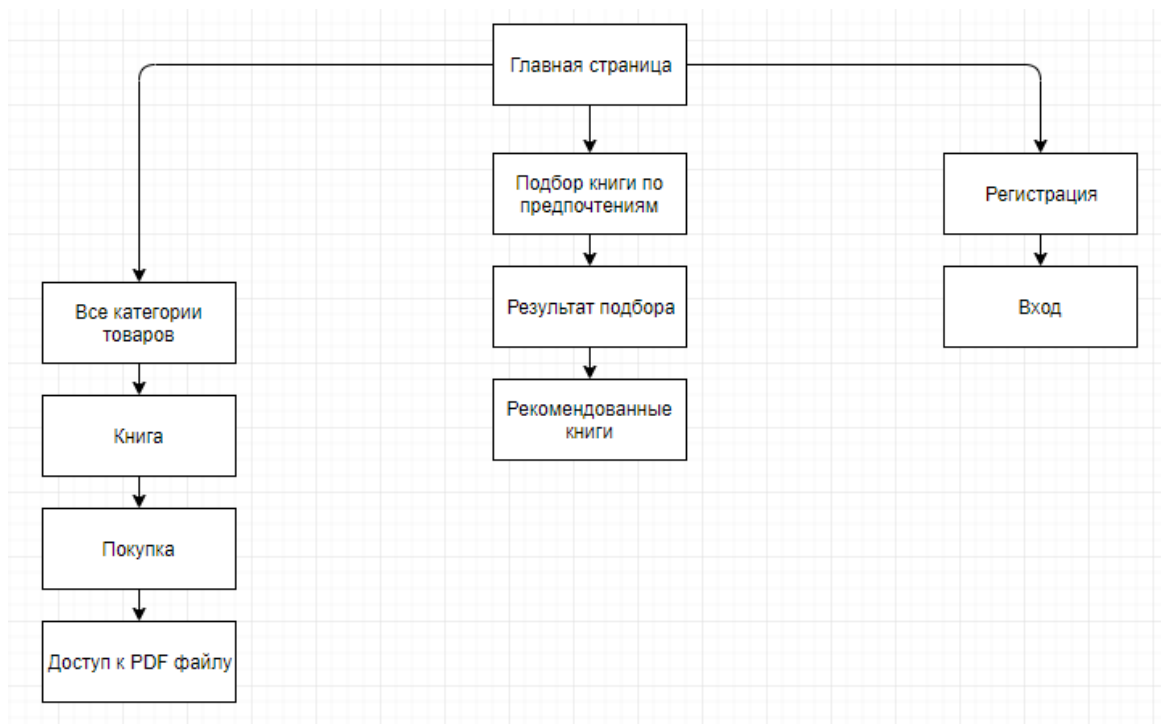 Главная страница
Подбор книги по
предпочтениям
Регистрация
Результат подбора
Вход
Все категории
товаров
Рекомендованные
книги
Книга
Покупка
Доступ к PDF файлу